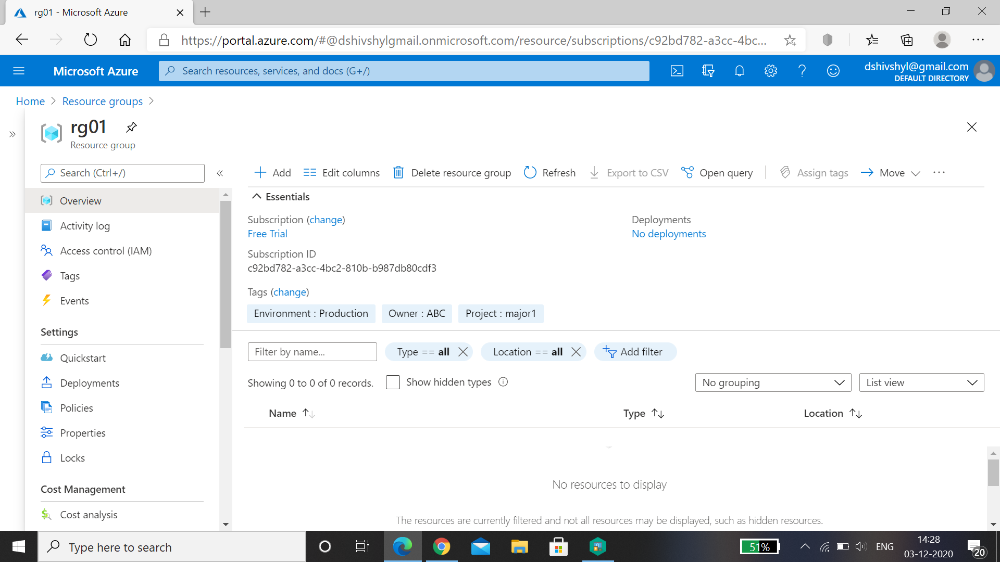 rg01 - Microsoft Azure
https://portal.azure.com/#@dshivshylgmail.onmicrosoft.com/resource/subscriptions/c92bd782-a3cc-4bc...
Microsoft Azure
Search resources, services, and docs (G+/)
dshivshyl@gmail.com
DEFAULT DIRECTORY
Home > Resource groups >
rg01
Resource group
Search (Ctrl+/)
Add
Edit columns
Delete resource group
Refresh
Export to CSV
Open query
Assign tags
Move
Overview
Activity log
Access control (IAM)
Tags
Events
Settings
Quickstart
Deployments
Policies
Properties
Locks
Cost Management
Cost analysis
Essentials
Subscription (change)
Free Trial
Deployments
No deployments
Subscription ID
c92bd782-a3cc-4bc2-810b-b987db80cdf3
Tags (change)
Environment : Production
Owner : ABC
Project : major1
Filter by name...
Type == all
Location == all
Add filter
Showing 0 to 0 of 0 records.
Show hidden types
No grouping
List view
Name
Type
Location
No resources to display
The resources are currently filtered and not all resources may be displayed, such as hidden resources.
Type here to search
51%
ENG
14:28
03-12-2020
20